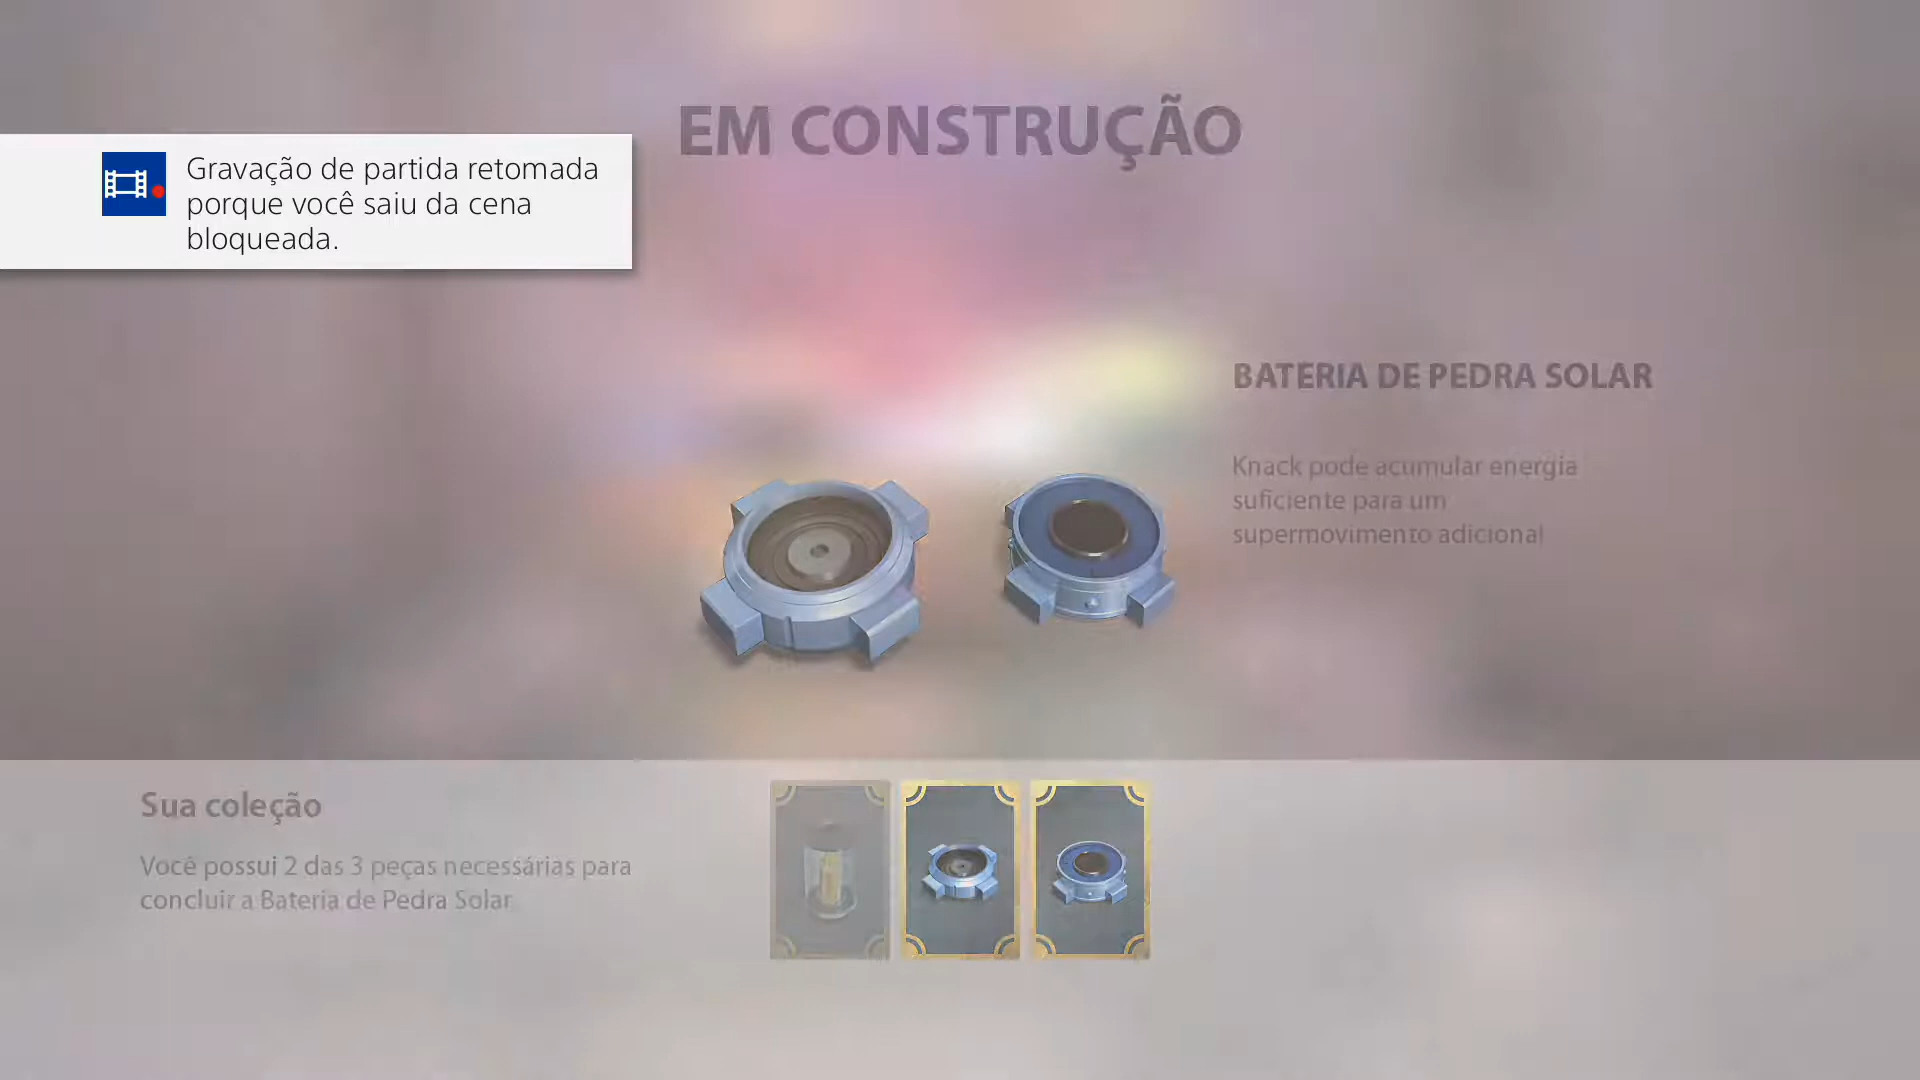 EM CONSTRUÇÃO
Gravação de partida retomada
porque você saiu da cena
bloqueada.
BATERIA DE PEDRA SOLAR
Knack pode acumular energia
suficiente para um
supermovimento adicional
Sua coleção
Você possui 2 das 3 peças necessárias para
concluir a Bateria de Pedra Solar.